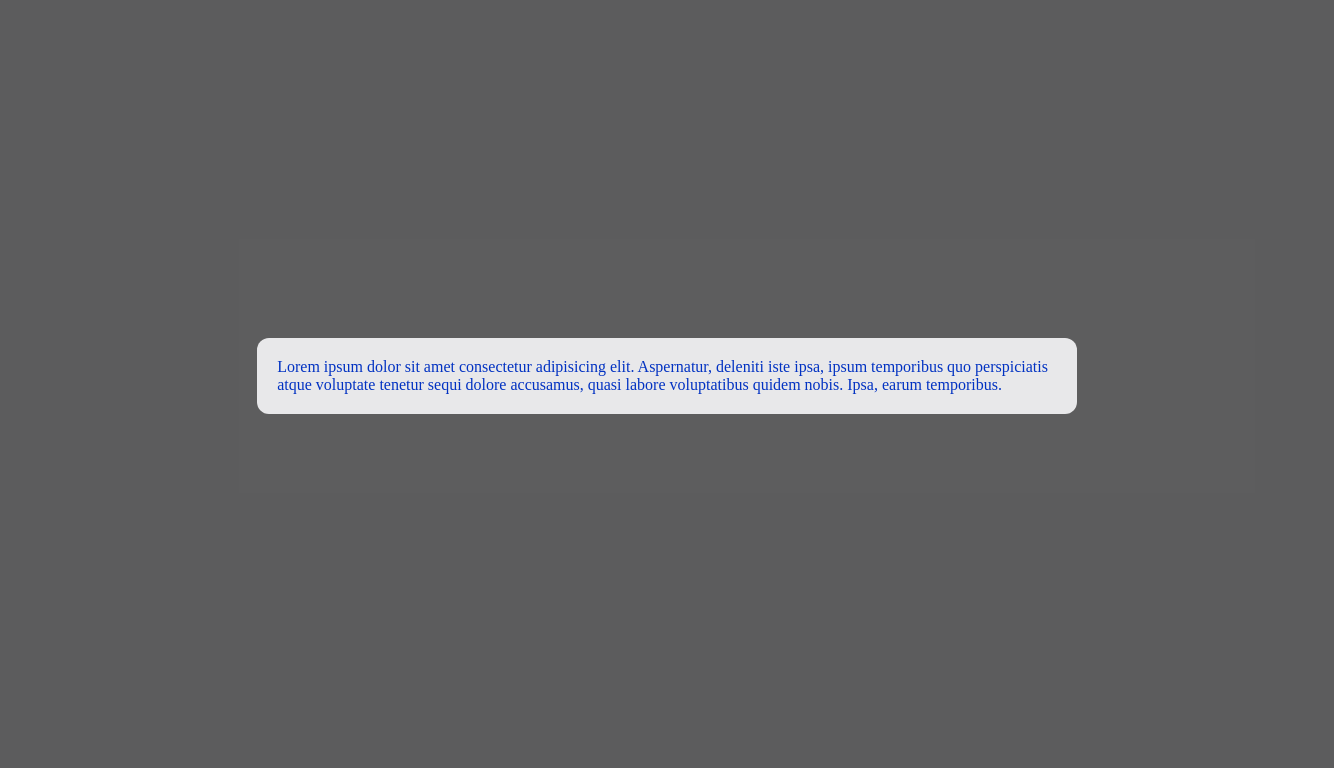 Lorem ipsum dolor sit amet consectetur adipisicing elit. Aspernatur, deleniti iste ipsa, ipsum temporibus quo perspiciatis
atque voluptate tenetur sequi dolore accusamus, quasi labore voluptatibus quidem nobis. Ipsa, earum temporibus.